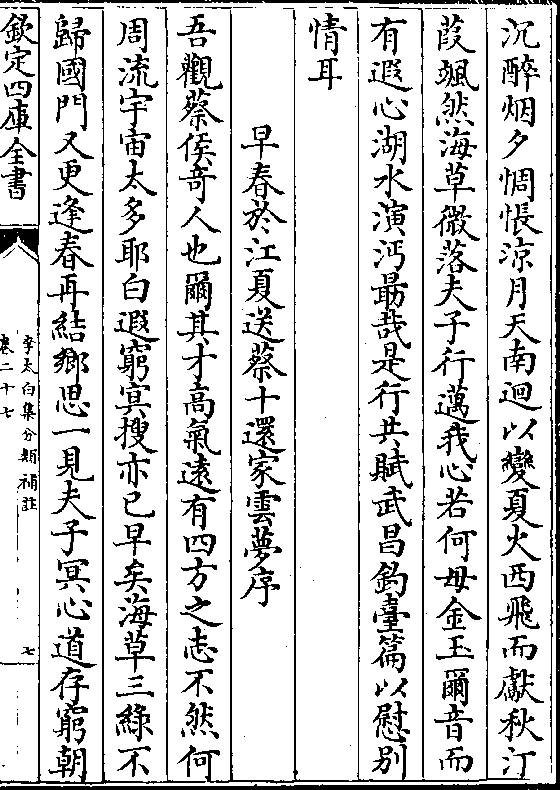 沉醉烟夕惆悵涼月天南迴以變夏火西飛而獻秋汀
葭颯然海草微落夫子行邁我心若何毋金玉爾音而
有遐心湖水演沔勗哉是行共賦武昌釣臺篇以慰别
情耳
早春於江夏送蔡十還家雲夢序
吾觀蔡侯竒人也爾其才高氣逺有四方之志不然何
周流宇宙太多耶白遐窮冥搜亦已早矣海草三緑不
歸國門又更逢春再結鄉思一見夫子冥心道存窮朝
欽定四庫全書
李太白集分類補註
卷二十七
七